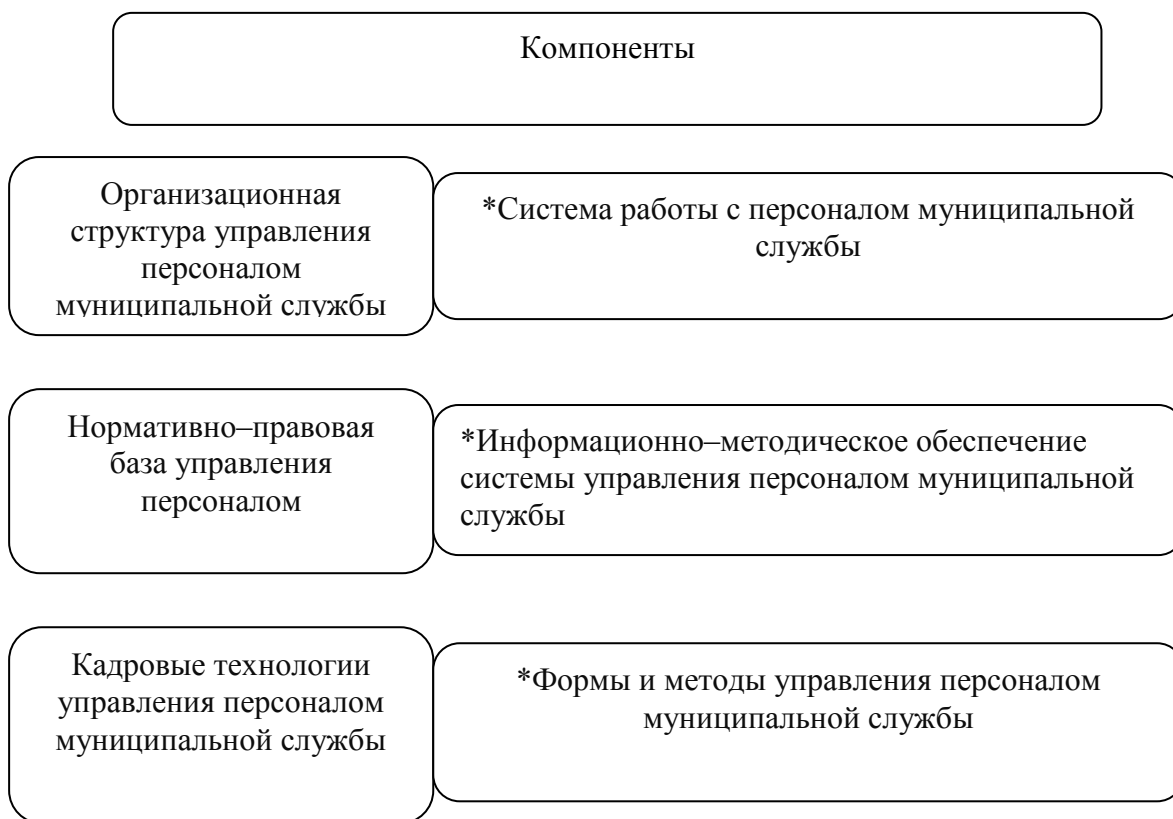 Компоненты
Организационная
структура управления
персоналом
муниципальной службы
*Система работы с персоналом муниципальной
службы
Нормативно–правовая
база управления
персоналом
*Информационно–методическое обеспечение
системы управления персоналом муниципальной
службы
Кадровые технологии
управления персоналом
муниципальной службы
*Формы и методы управления персоналом
муниципальной службы